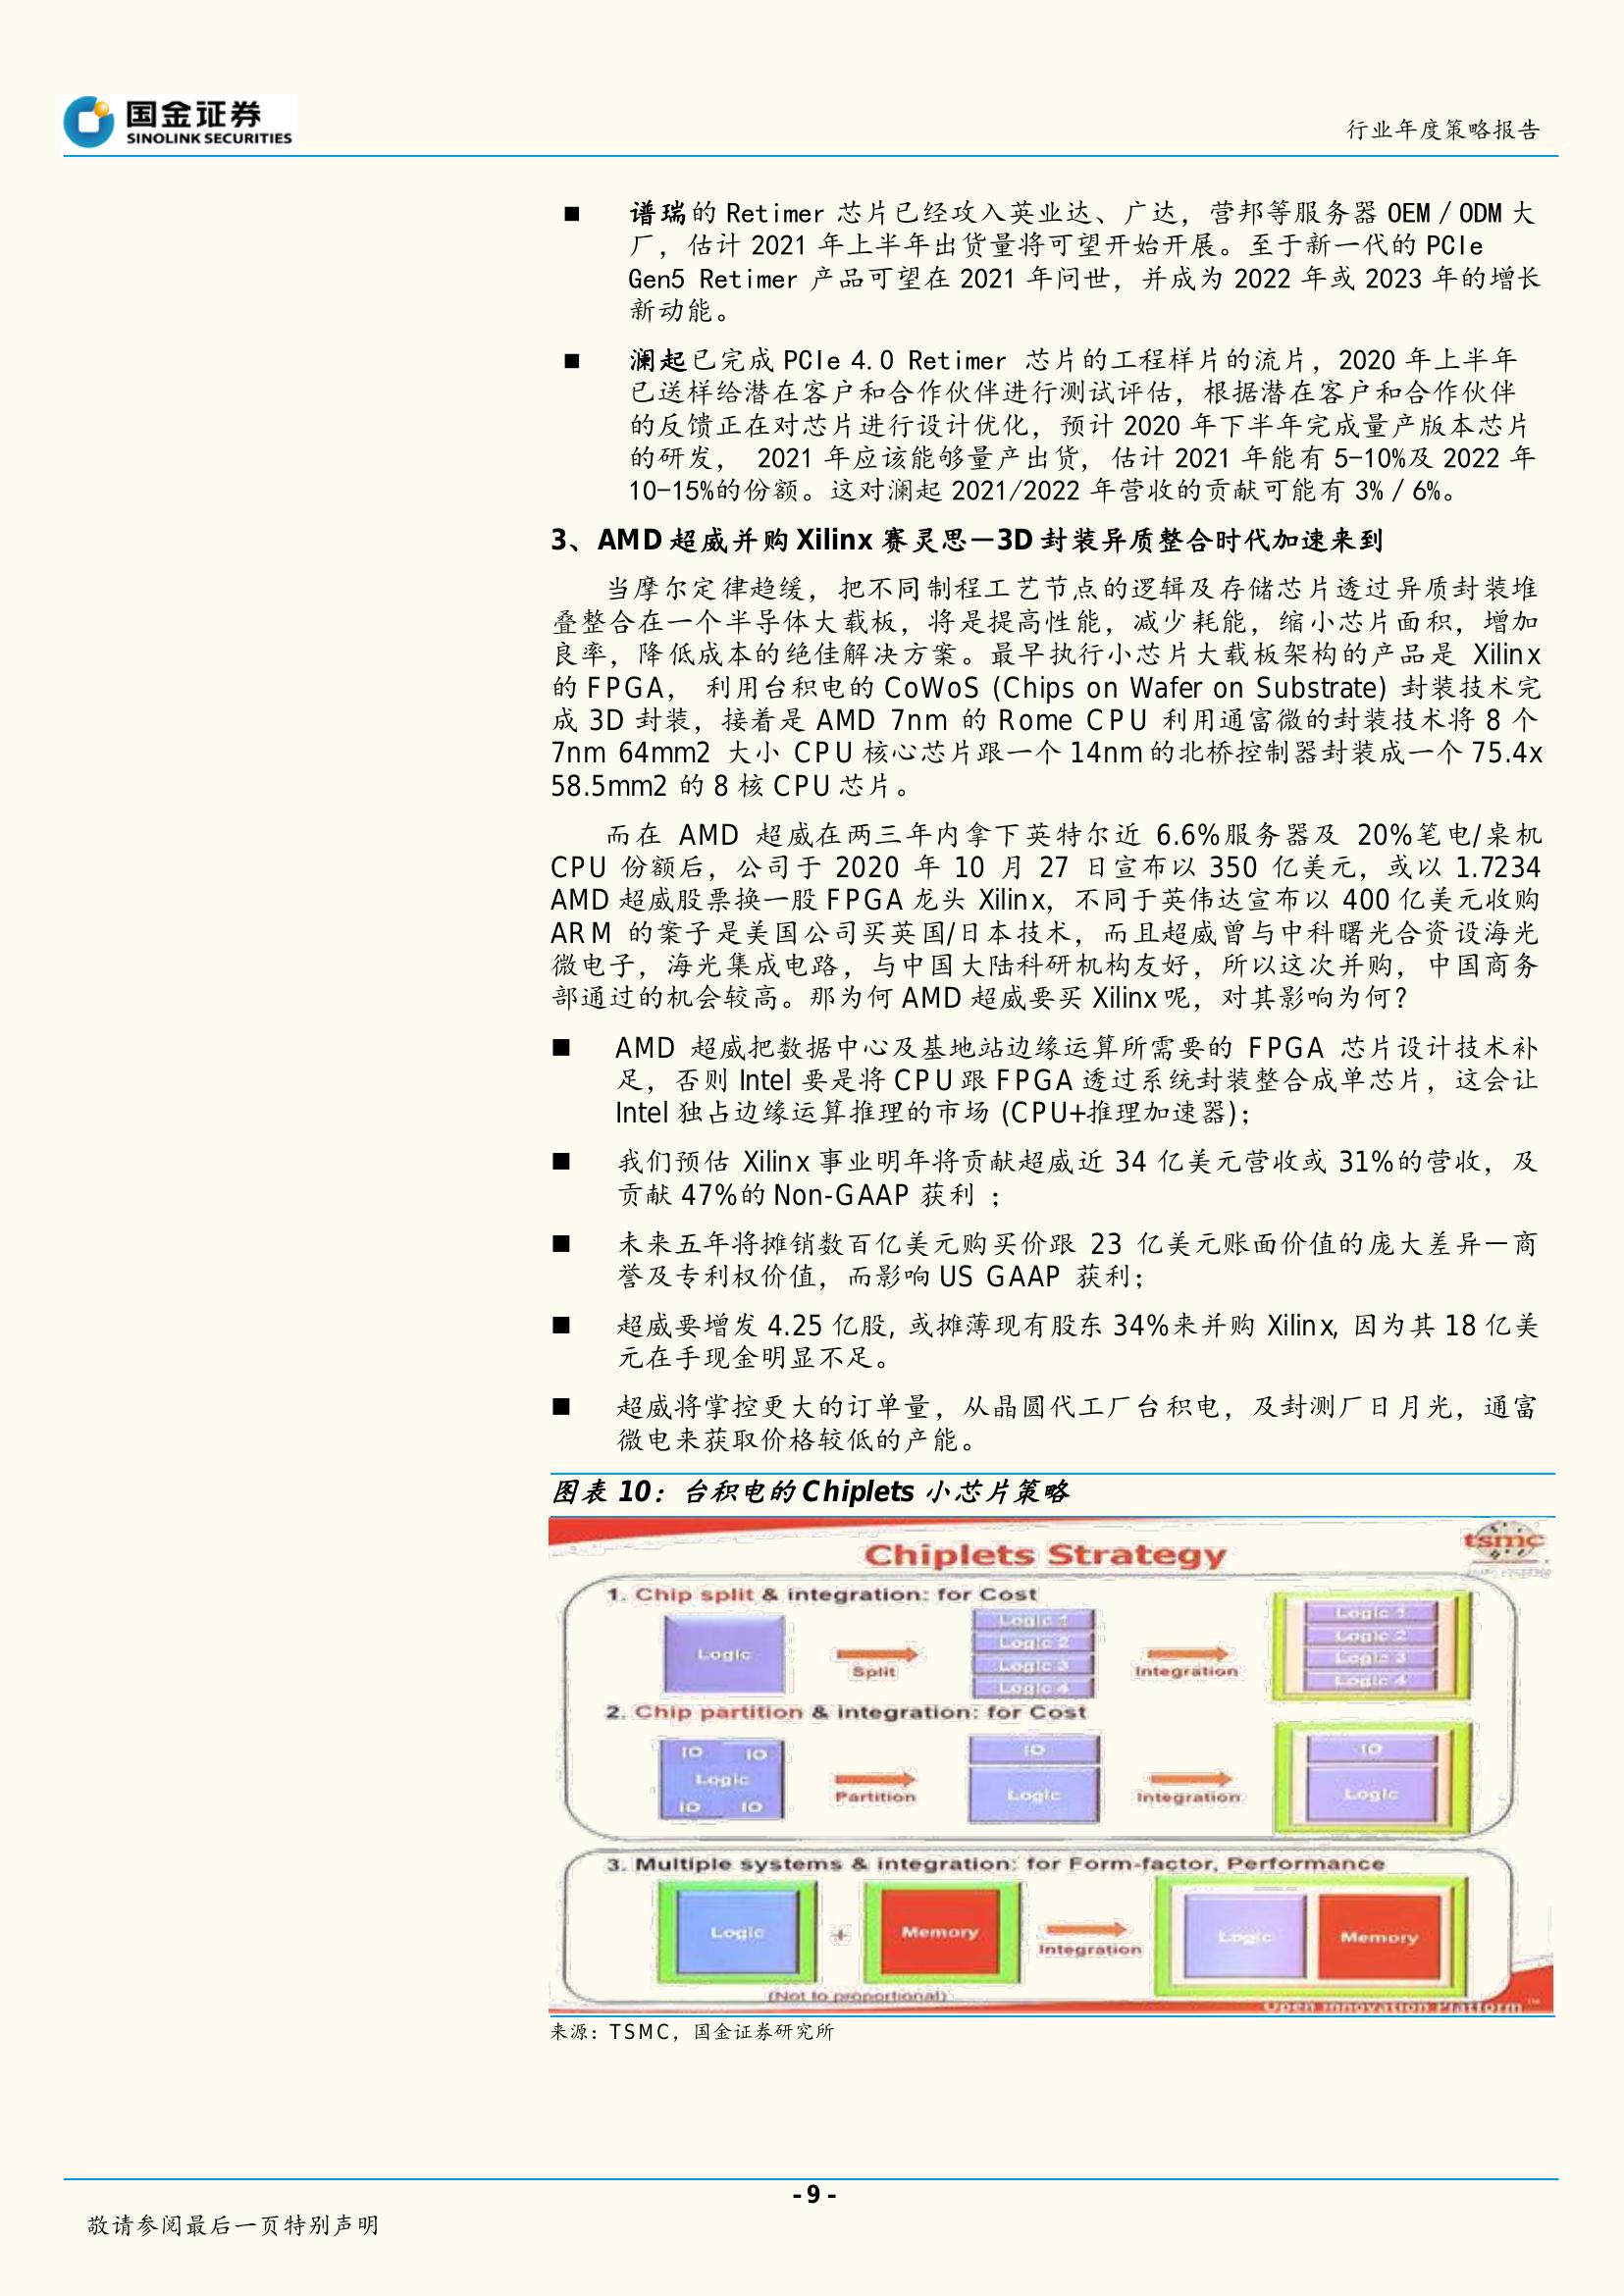 国金证券
SINOLINK SECURITIES
行业年度策略报告
■ 谱瑞的 Retimer 芯片已经攻入英业达、广达，营邦等服务器 OEM / ODM 大
厂，估计 2021 年上半年出货量将可望开始开展。至于新一代的 PCIe
Gen5 Retimer 产品可望在 2021 年问世，并成为 2022 年或 2023 年的增长
新动能。
■ 澜起已完成 PCIe 4.0 Retimer 芯片的工程样片的流片，2020 年上半年
已送样给潜在客户和合作伙伴进行测试评估，根据潜在客户和合作伙伴
的反馈正在对芯片进行设计优化，预计 2020 年下半年完成量产版本芯片
的研发， 2021 年应该能够量产出货，估计 2021 年能有 5-10%及 2022 年
10-15%的份额。这对澜起 2021/2022 年营收的贡献可能有 3% / 6%。
3、AMD 超威并购 Xilinx 赛灵思—3D 封装异质整合时代加速来到
当摩尔定律趋缓，把不同制程工艺节点的逻辑及存储芯片透过异质封装堆
叠整合在一个半导体大载板，将是提高性能，减少耗能，缩小芯片面积，增加
良率，降低成本的绝佳解决方案。最早执行小芯片大载板架构的产品是 Xilinx
的 FPGA， 利用台积电的 CoWoS (Chips on Wafer on Substrate) 封装技术完
成 3D 封装，接着是 AMD 7nm 的 Rome CPU 利用通富微的封装技术将 8 个
7nm 64mm2 大小 CPU 核心芯片跟一个 14nm 的北桥控制器封装成一个 75.4x
58.5mm2 的 8 核 CPU 芯片。
而在 AMD 超威在两三年内拿下英特尔近 6.6%服务器及 20%笔电/桌机
CPU 份额后，公司于 2020 年 10 月 27 日宣布以 350 亿美元，或以 1.7234
AMD 超威股票换一股 FPGA 龙头 Xilinx，不同于英伟达宣布以 400 亿美元收购
ARM 的案子是美国公司买英国/日本技术，而且超威曾与中科曙光合资设海光
微电子，海光集成电路，与中国大陆科研机构友好，所以这次并购，中国商务
部通过的机会较高。那为何 AMD 超威要买 Xilinx 呢，对其影响为何？
■ AMD 超威把数据中心及基地站边缘运算所需要的 FPGA 芯片设计技术补
足，否则 Intel 要是将 CPU 跟 FPGA 透过系统封装整合成单芯片，这会让
Intel 独占边缘运算推理的市场 (CPU+推理加速器)；
■ 我们预估 Xilinx 事业明年将贡献超威近 34 亿美元营收或 31%的营收，及
贡献 47%的 Non-GAAP 获利 ；
■ 未来五年将摊销数百亿美元购买价跟 23 亿美元账面价值的庞大差异—商
誉及专利权价值，而影响 US GAAP 获利；
■ 超威要增发 4.25 亿股, 或摊薄现有股东 34%来并购 Xilinx, 因为其 18 亿美
元在手现金明显不足。
■ 超威将掌控更大的订单量，从晶圆代工厂台积电，及封测厂日月光，通富
微电来获取价格较低的产能。
图表 10：台积电的 Chiplets 小芯片策略
Chiplets Strategy
tsmc
1. Chip split & integration: for Cost
Logic
Split
Logic 1
Logic 2
Logic 3
Logic 4
Integration
Logic 1
Logic 2
Logic 3
Logic 4
2. Chip partition & integration: for Cost
IO IO
Logic
IO IO
Partition
IO
Logic
Integration
IO
Logic
3. Multiple systems & integration: for Form-factor, Performance
Logic + Memory
Integration
Logic Memory
(Not to proportional)
Open Innovation Platform™
来源：TSMC，国金证券研究所
- 9 -
敬请参阅最后一页特别声明